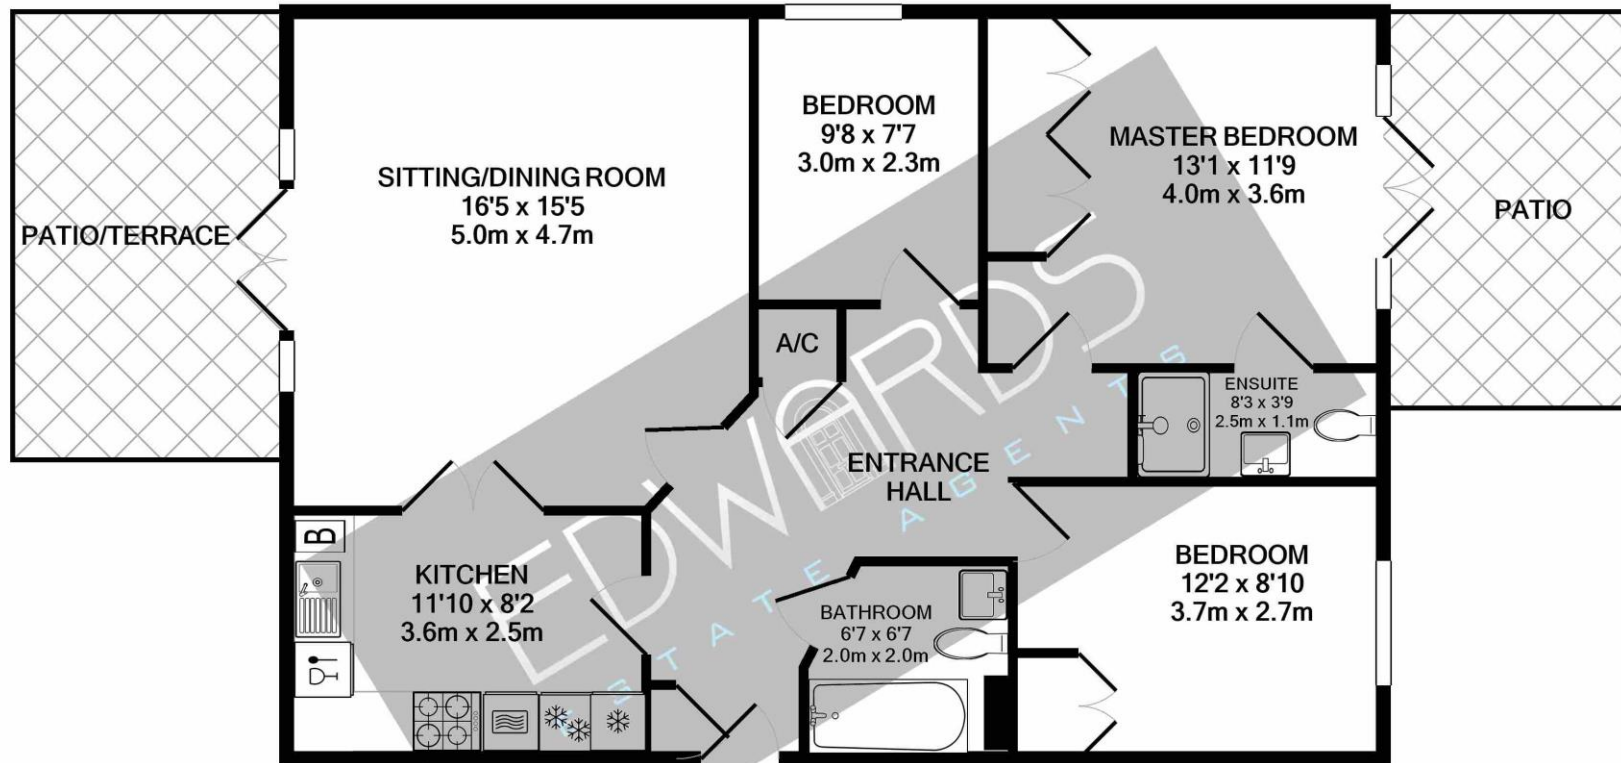 PATIO/TERRACE
SITTING/DINING ROOM
16'5 x 15'5
5.0m x 4.7m
BEDROOM
9'8 x 7'7
3.0m x 2.3m
MASTER BEDROOM
13'1 x 11'9
4.0m x 3.6m
PATIO
A/C
ENSUITE
8'3 x 3'9
2.5m x 1.1m
ENTRANCE
HALL
B
KITCHEN
11'10 x 8'2
3.6m x 2.5m
BATHROOM
6'7 x 6'7
2.0m x 2.0m
BEDROOM
12'2 x 8'10
3.7m x 2.7m
EDWARDS
ESTATE AGENTS